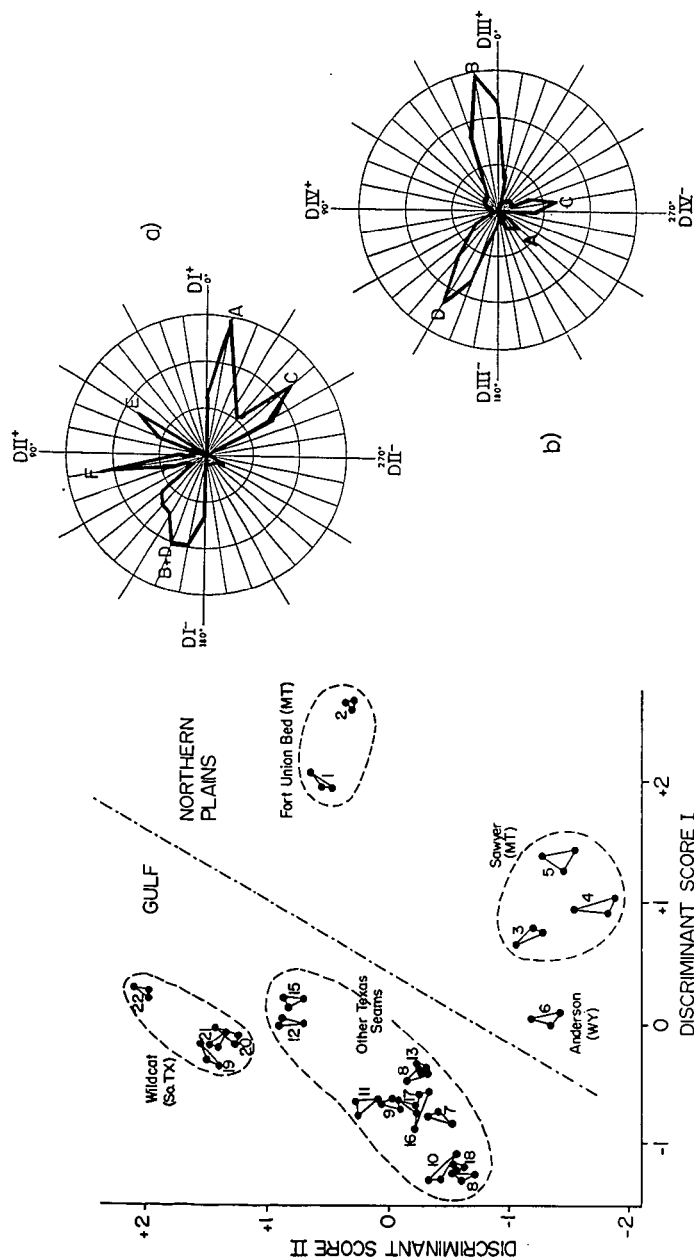 a)
DII+
90°
DI+
0°
A
C
E
F
B+D
DI-
180°
DII-
270°
b)
DIV+
90°
DIII+
0°
B
C
A
D
DIII-
180°
DIV-
270°
DISCRIMINANT SCORE II
+2
+1
0
-1
-2
DISCRIMINANT SCORE I
-1
0
+1
+2
GULF
NORTHERN
PLAINS
Wildcat
(So.TX)
22
21
20
19
Fort Union Bed (MT)
1
2
Other Texas
Seams
15
12
11
9
17
16
8
13
7
10
18
8
Sawyer
(MT)
3
4
5
Anderson
(WY)
6